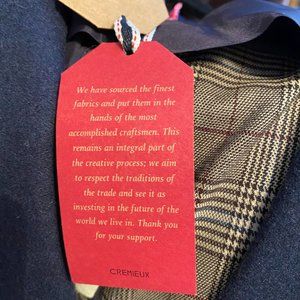 We have sourced the finest
fabrics and put them in the
hands of the most
accomplished craftsmen. This
remains an integral part of
the creative process; we aim
to respect the traditions of
the trade and see it as
investing in the future of the
world we live in. Thank you
for your support.
CREMIEUX